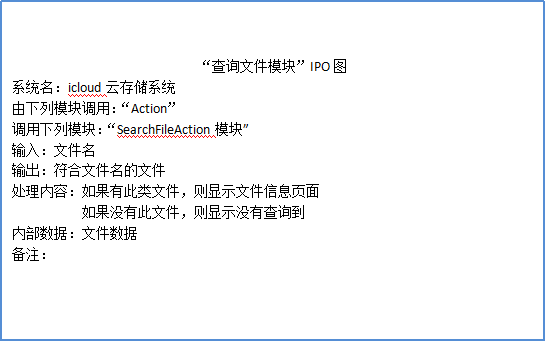 “查询文件模块”IPO 图
系统名：icloud 云存储系统
由下列模块调用：“Action”
调用下列模块：“SearchFileAction 模块”
输入：文件名
输出：符合文件名的文件
处理内容：如果有此类文件，则显示文件信息页面
如果没有此文件，则显示没有查询到
内部数据：文件数据
备注：